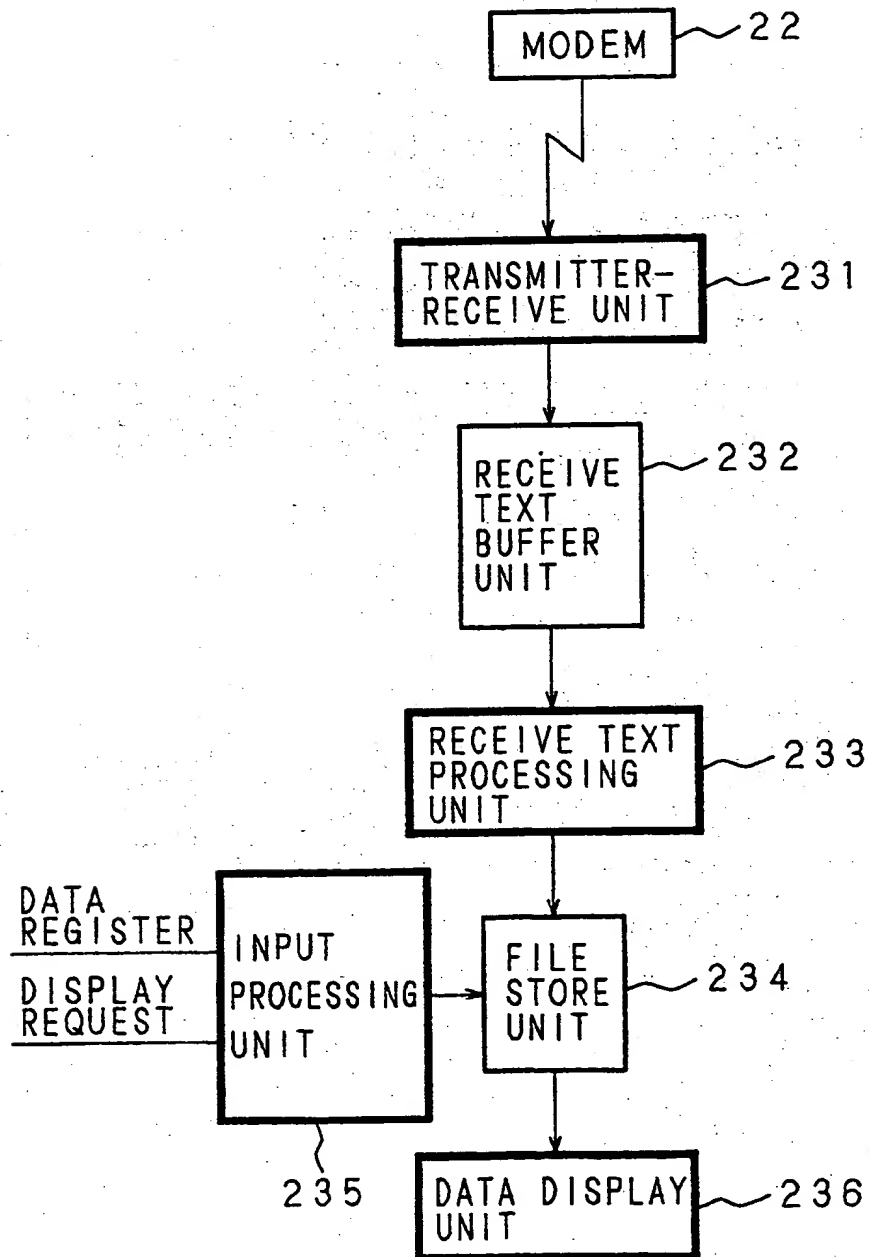 MODEM
22
TRANSMITTER-
RECEIVE UNIT
231
RECEIVE
TEXT
BUFFER
UNIT
232
RECEIVE TEXT
PROCESSING
UNIT
233
DATA
REGISTER
DISPLAY
REQUEST
INPUT
PROCESSING
UNIT
235
FILE
STORE
UNIT
234
DATA DISPLAY
UNIT
236